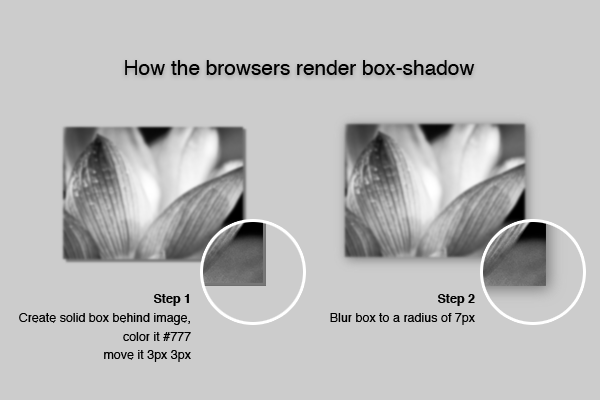 How the browsers render box-shadow
Step 1
Create solid box behind image,
color it #777
move it 3px 3px
Step 2
Blur box to a radius of 7px